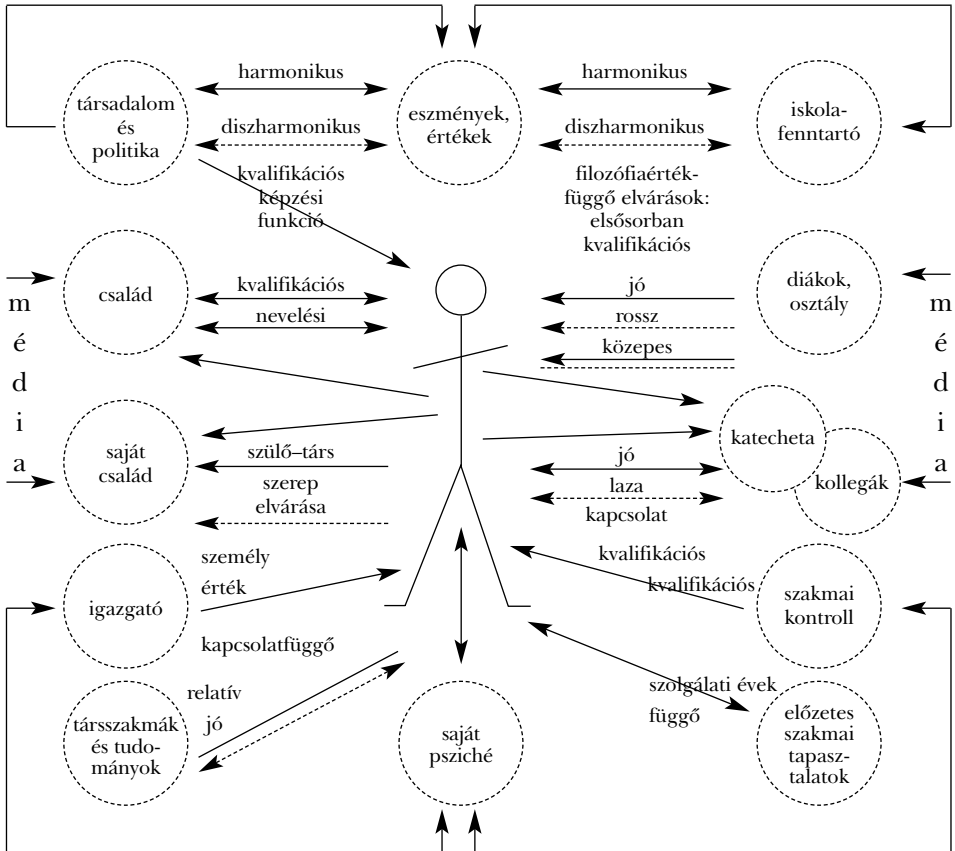 harmonikus
harmonikus
társadalom
és
politika
eszmények,
értékek
iskola-
fenntartó
diszharmonikus
diszharmonikus
kvalifikációs
képzési
funkció
filozófiaérték-
függő elvárások:
elsősorban
kvalifikációs
család
kvalifikációs
nevelési
jó
rossz
közepes
diákok,
osztály
m
é
d
i
a
m
é
d
i
a
saját
család
szülő–társ
szerep
elvárása
jó
laza
kapcsolat
katecheta
kollegák
igazgató
személy
érték
kapcsolatfüggő
kvalifikációs
kvalifikációs
szakmai
kontroll
társszakmák
és tudo-
mányok
relatív
jó
saját
psziché
szolgálati évek
függő
előzetes
szakmai
tapasz-
talatok